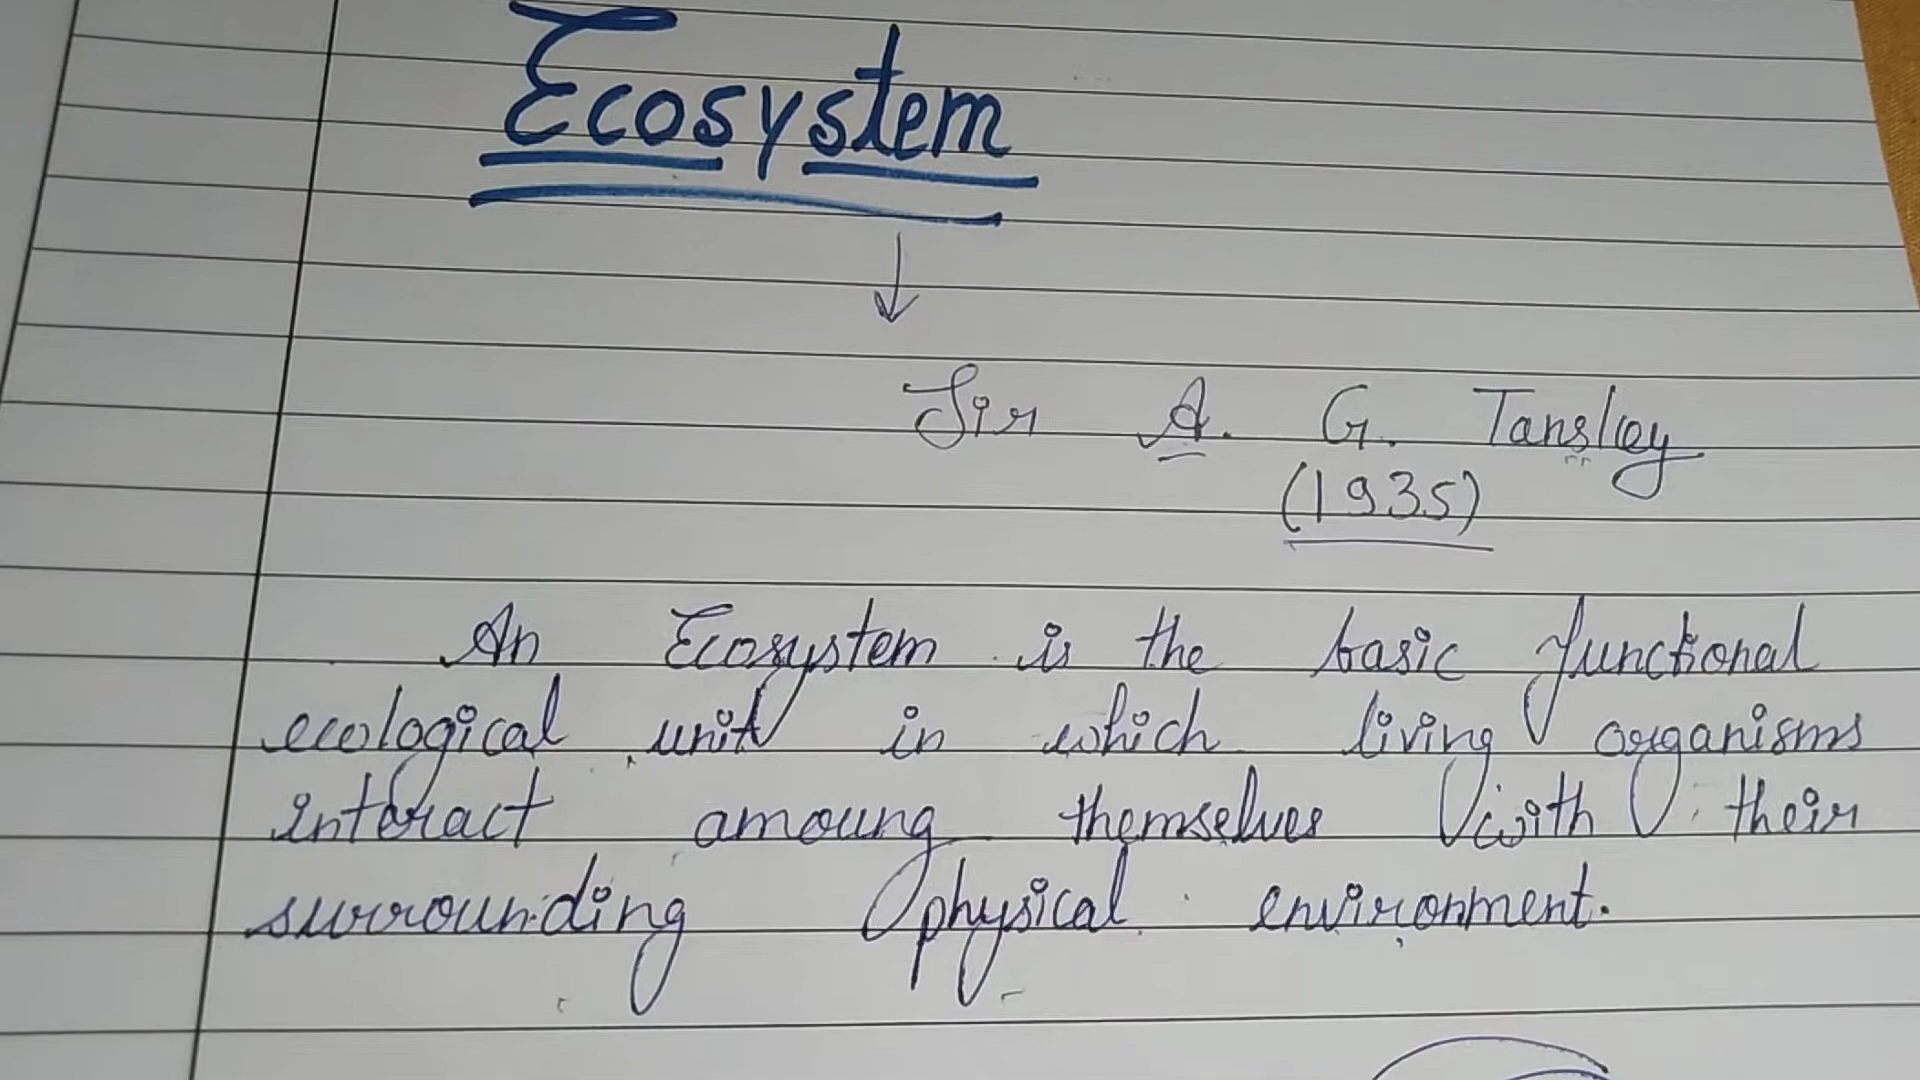 Ecosystem
Sir A. G. Tansley
(1935)
An Ecosystem is the basic functional
ecological unit in which living organisms
interact amoung themselves with their
surrounding physical environment.